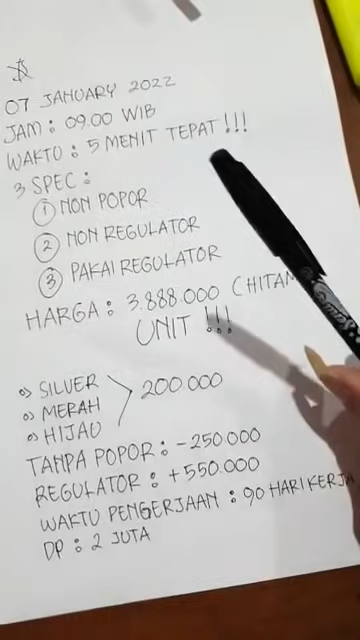 07 JANUARY 2022
JAM : 09.00 WIB
WAKTU : 5 MENIT TEPAT !!!
3 SPEC :
① NON POPOR
② NON REGULATOR
③ PAKAI REGULATOR
HARGA : 3.888.000 (HITAM
UNIT !!!
SILVER
MERAH 200 000
HIJAU
TANPA POPOR : -250 000
REGULATOR : +550.000
WAKTU PENGERJAAN : 90 HARI KERJA
DP : 2 JUTA